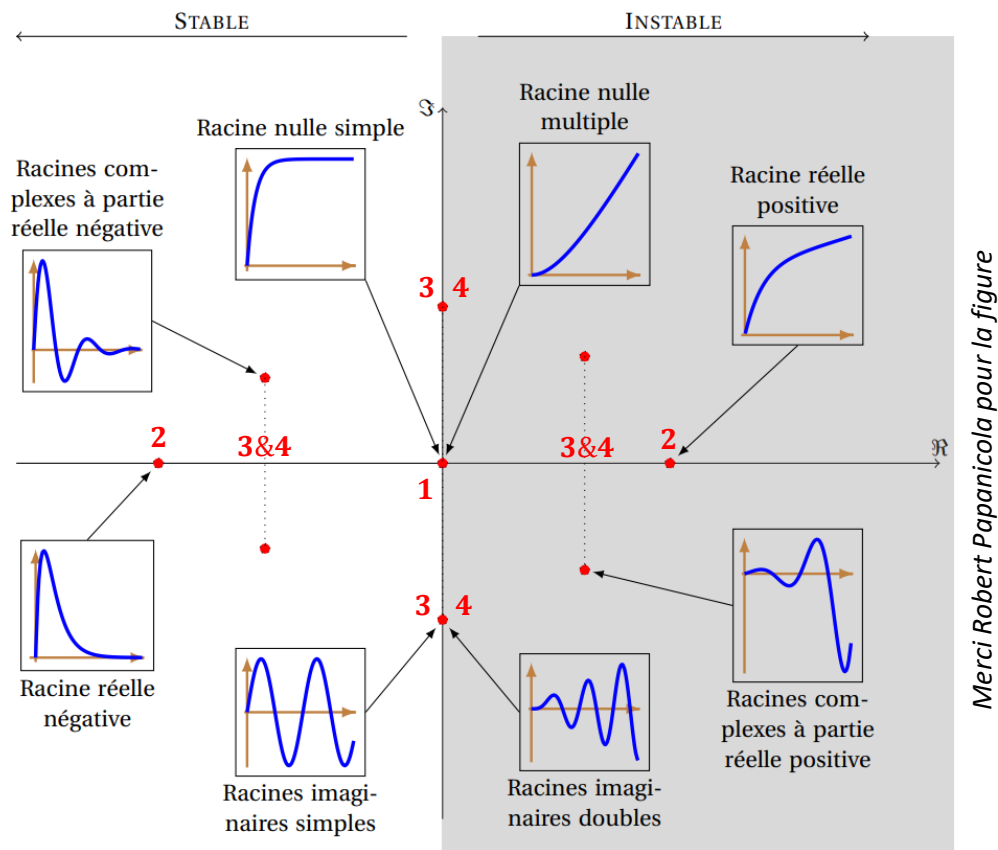 STABLE
INSTABLE
ℑ
Racine nulle
multiple
Racine nulle simple
Racines com-
plexes à partie
réelle négative
Racine réelle
positive
3 4
2
3&4
3&4
2
ℜ
1
3 4
Racine réelle
négative
Racines com-
plexes à partie
réelle positive
Racines imagi-
naires simples
Racines imagi-
naires doubles
Merci Robert Papanicola pour la figure